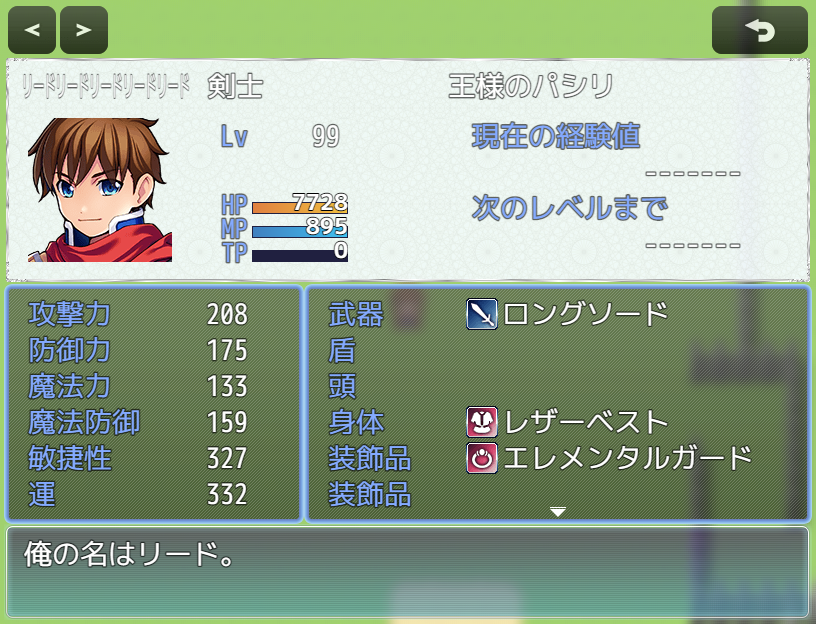 < >
リードリードリードリードリード 剣士 王様のパシリ
Lv 99 現在の経験値
-------
HP 7728 次のレベルまで
MP 895
TP 0 -------
攻撃力 208
防御力 175
魔法力 133
魔法防御 159
敏捷性 327
運 332
武器 ロングソード
盾
頭
身体 レザーベスト
装飾品 エレメンタルガード
装飾品
俺の名はリード。